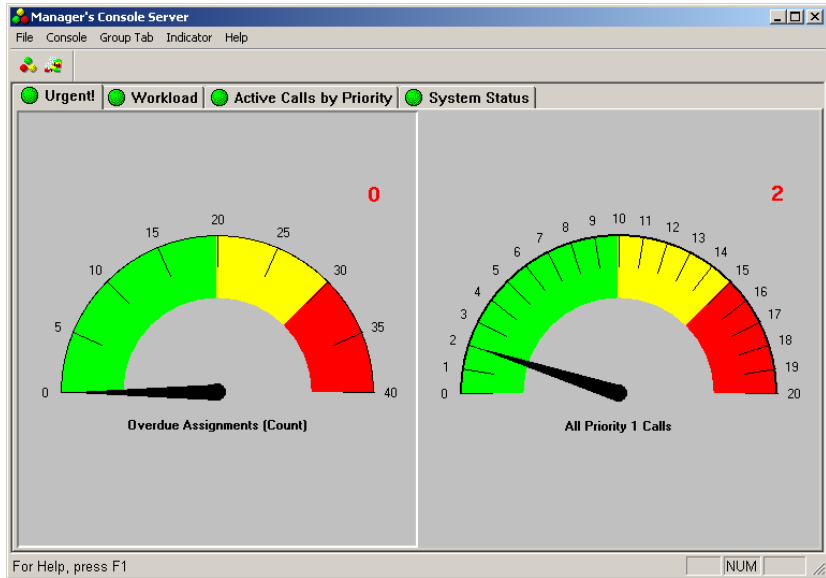 Manager's Console Server
File Console Group Tab Indicator Help
Urgent! Workload Active Calls by Priority System Status
0
0 5 10 15 20 25 30 35 40
Overdue Assignments (Count)
2
0 1 2 3 4 5 6 7 8 9 10 11 12 13 14 15 16 17 18 19 20
All Priority 1 Calls
For Help, press F1
NUM